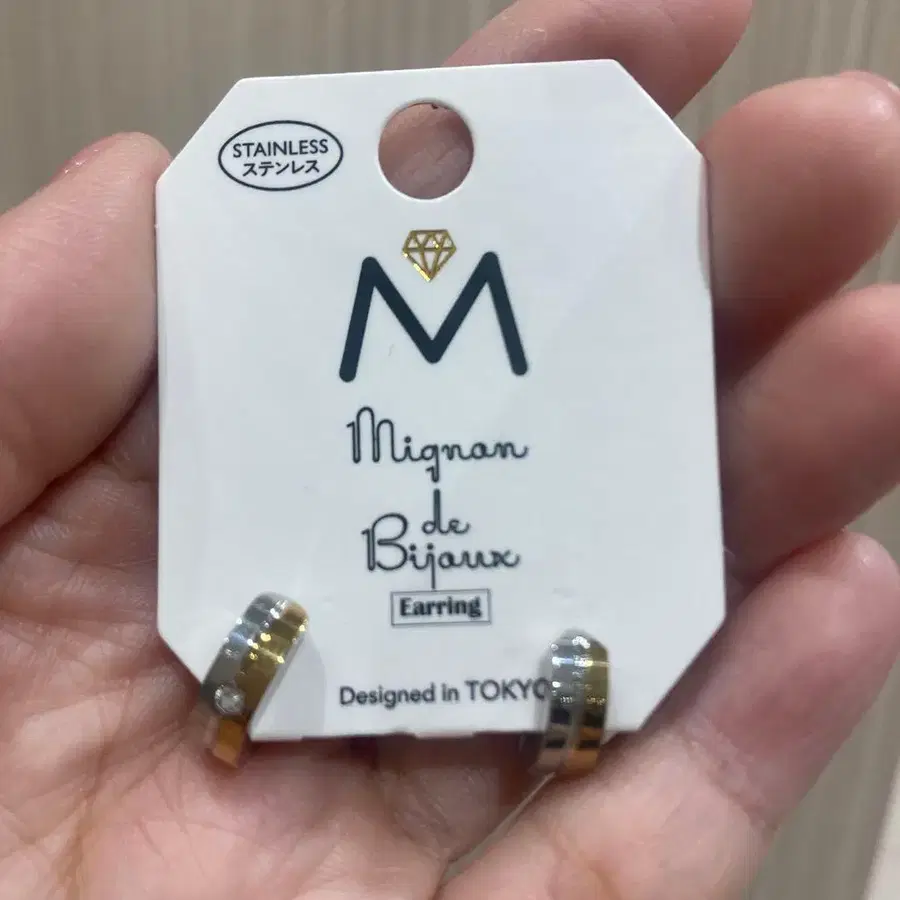 STAINLESS
ステンレス
M
Mignon
de
Bijoux
Earring
Designed in TOKYO